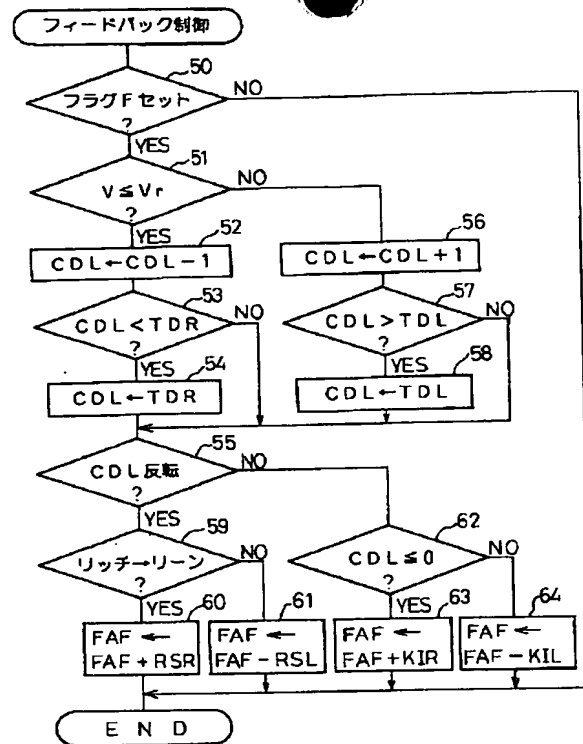 フィードバック制御
50
フラグFセット
?
NO
YES
51
V≦Vr
?
NO
YES
52
CDL←CDL-1
56
CDL←CDL+1
53
CDL<TDR
?
NO
YES
57
CDL>TDL
?
NO
YES
54
CDL←TDR
58
CDL←TDL
55
CDL反転
?
NO
YES
59
リッチ→リーン
?
NO
YES
62
CDL≦0
?
NO
YES
60
FAF←
FAF+RSR
61
FAF←
FAF-RSL
63
FAF←
FAF+KIR
64
FAF←
FAF-KIL
END